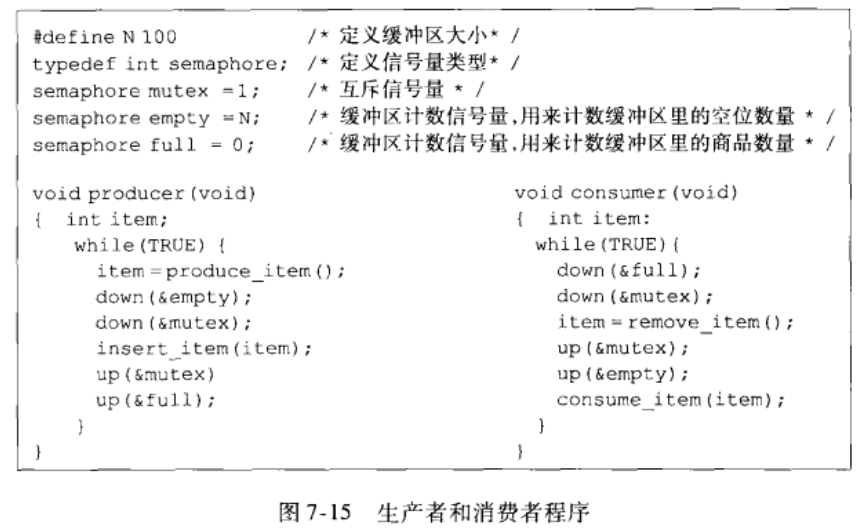 #define N 100 /* 定义缓冲区大小* /
typedef int semaphore; /* 定义信号量类型* /
semaphore mutex =1; /* 互斥信号量 * /
semaphore empty =N; /* 缓冲区计数信号量,用来计数缓冲区里的空位数量 * /
semaphore full = 0; /* 缓冲区计数信号量,用来计数缓冲区里的商品数量 * /
void producer(void)
{ int item;
while(TRUE) {
item=produce_item();
down(&empty);
down(&mutex);
insert_item(item);
up(&mutex)
up(&full);
}
}
void consumer(void)
{ int item:
while(TRUE){
down(&full);
down(&mutex);
item=remove_item();
up(&mutex);
up(&empty);
consume_item(item);
}
}
图 7-15 生产者和消费者程序